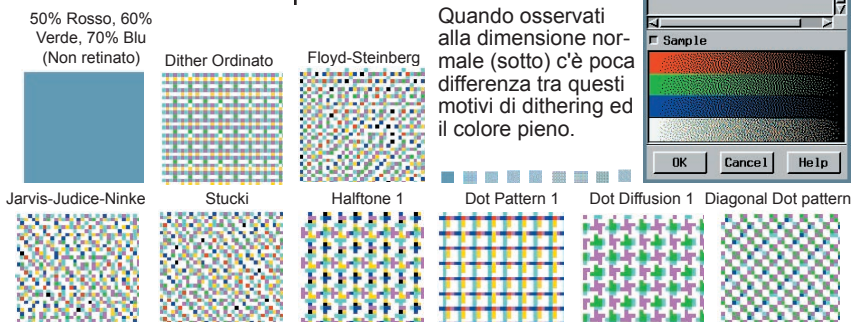 50% Rosso, 60%
Verde, 70% Blu
(Non retinato)
Dither Ordinato
Floyd-Steinberg
Quando osservati
alla dimensione nor-
male (sotto) c'è poca
differenza tra questi
motivi di dithering ed
il colore pieno.
Sample
OK Cancel Help
Jarvis-Judice-Ninke
Stucki
Halftone 1
Dot Pattern 1
Dot Diffusion 1
Diagonal Dot pattern